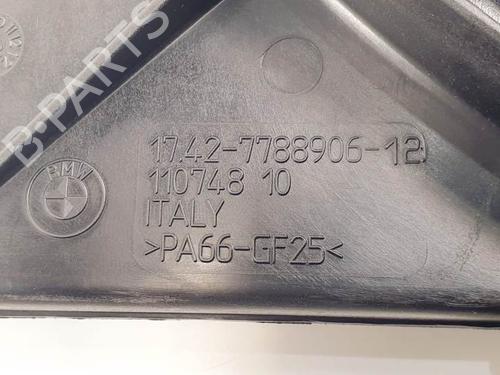 B-PARTS
17.42-7788906-12
110748 10
ITALY
>PA66-GF25<
BMW